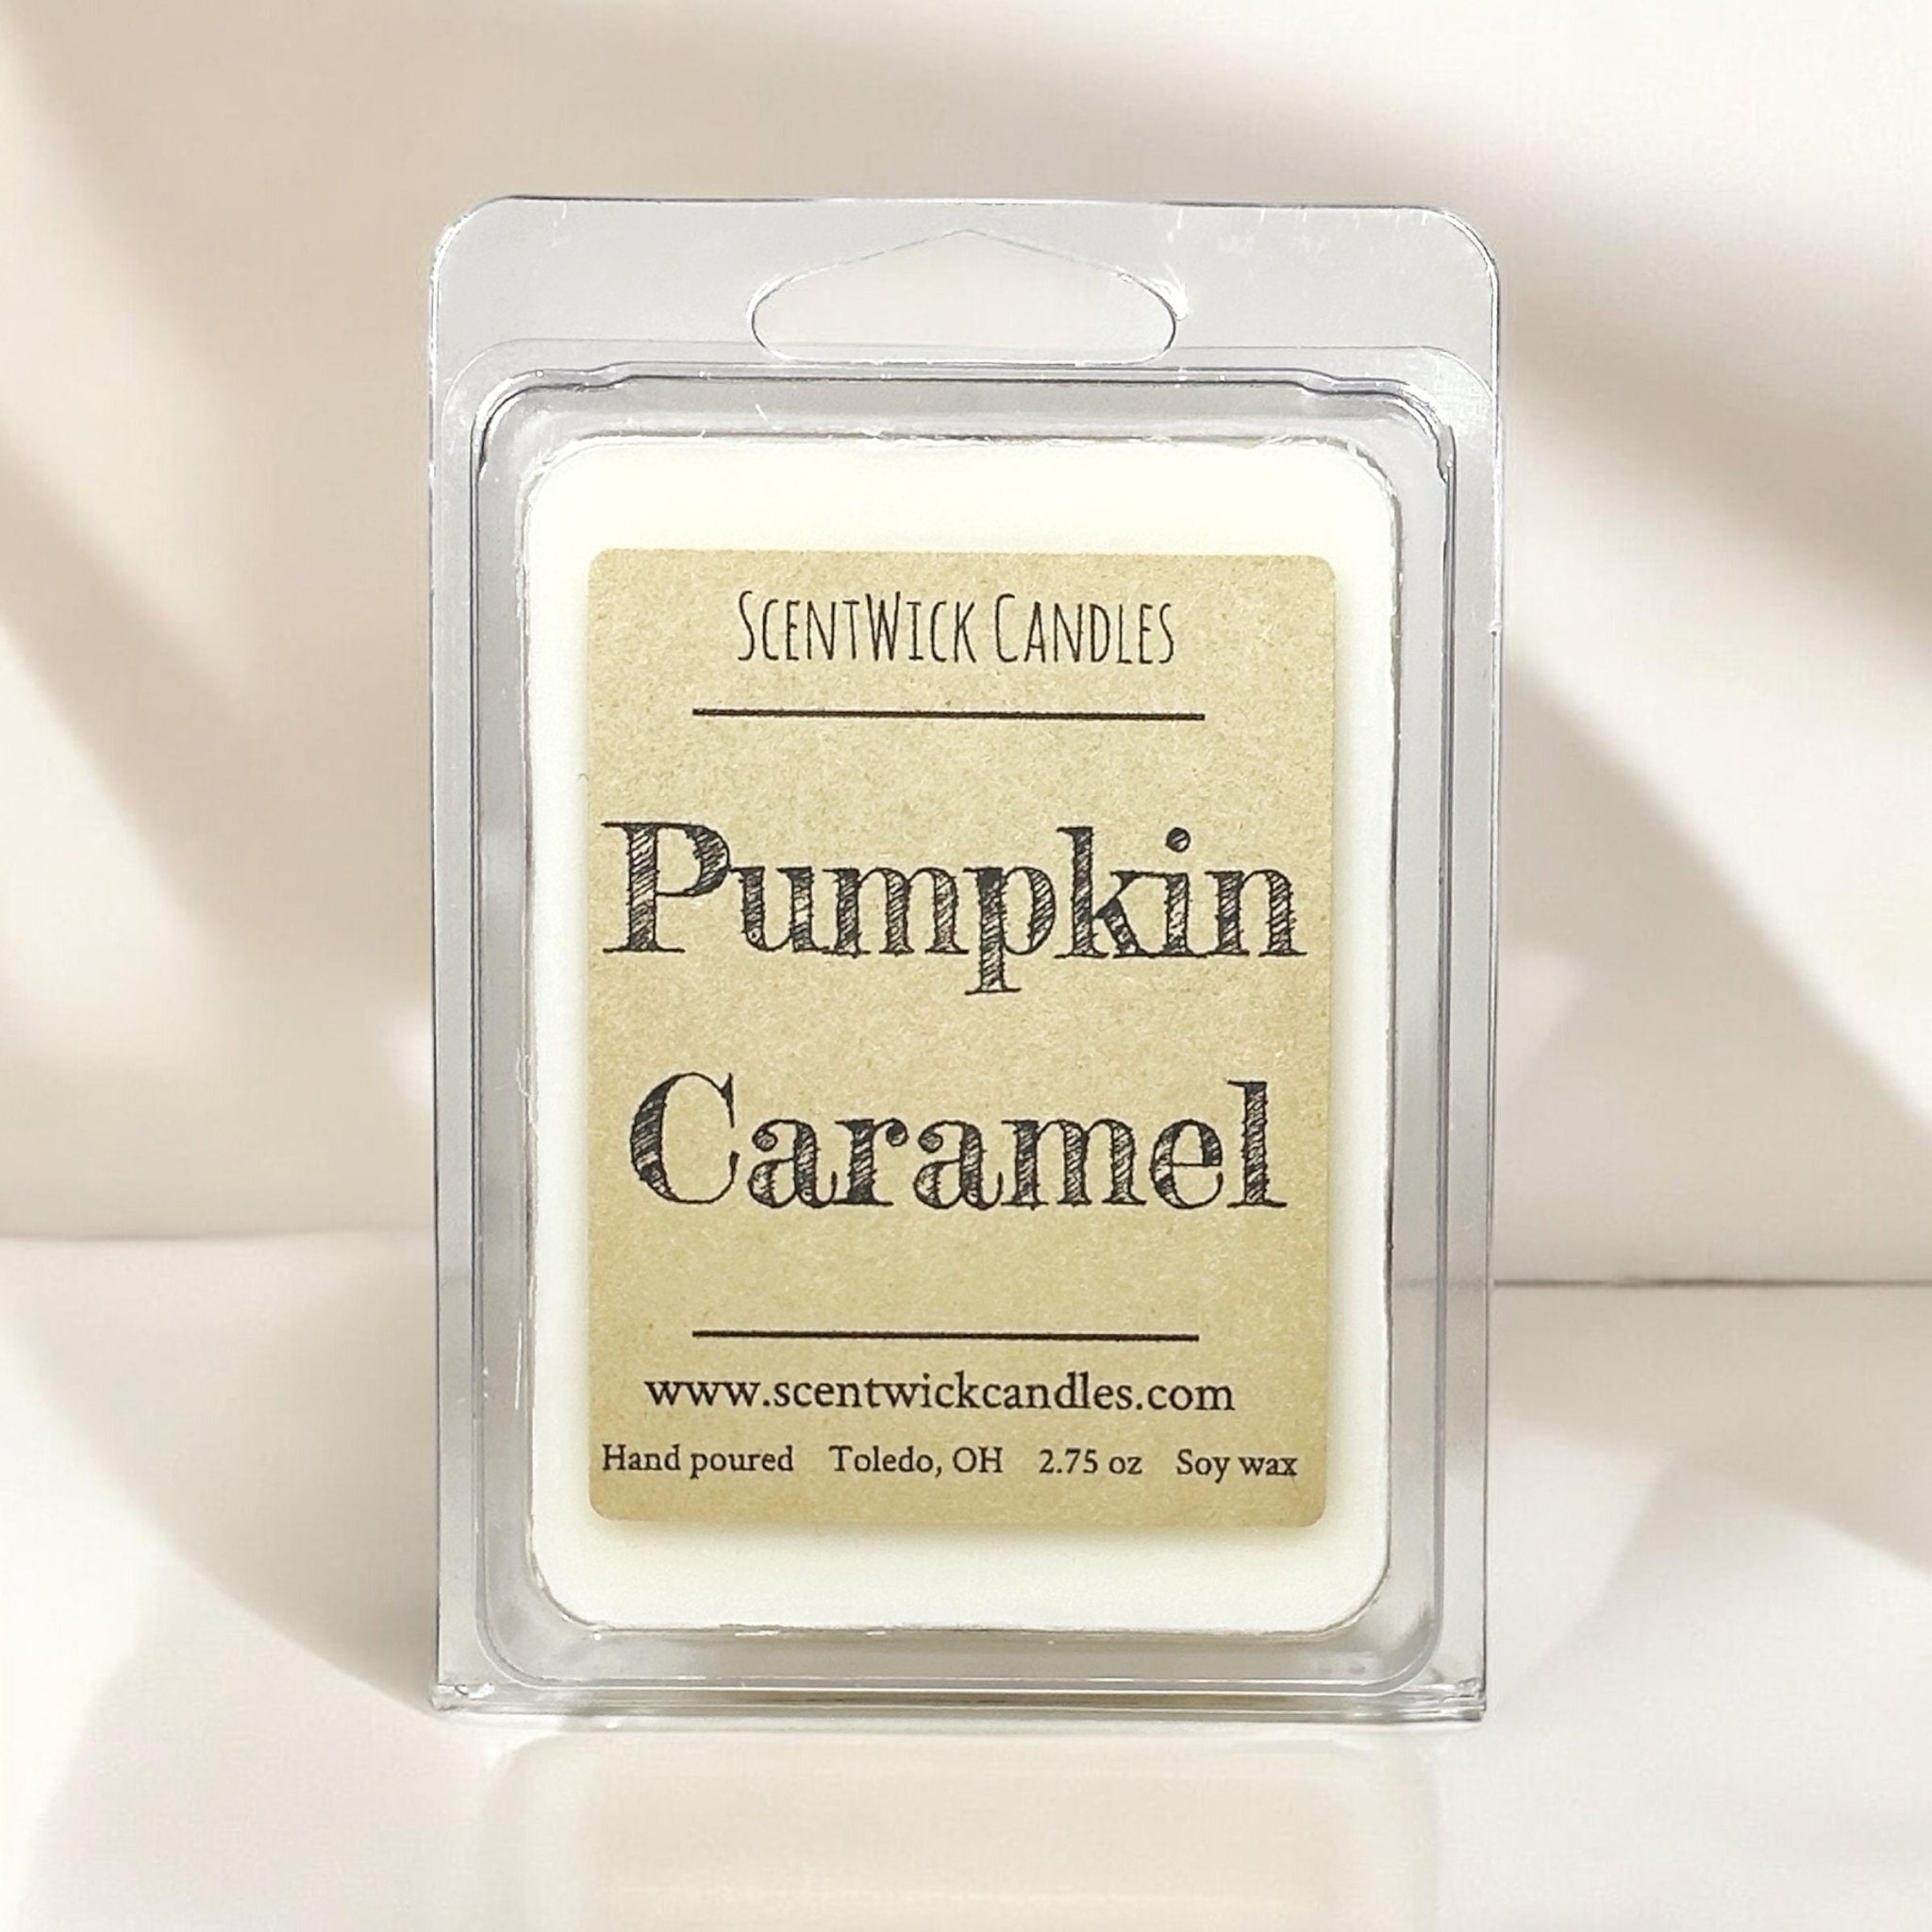 ScentWick Candles
Pumpkin
Caramel
www.scentwickcandles.com
Hand poured Toledo, OH 2.75 oz Soy wax